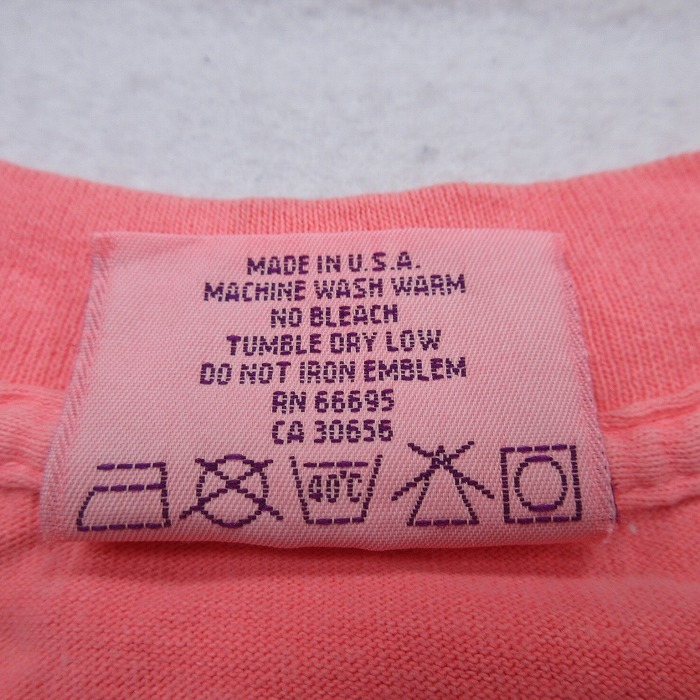 MADE IN U.S.A.
MACHINE WASH WARM
NO BLEACH
TUMBLE DRY LOW
DO NOT IRON EMBLEM
RN 66695
CA 30656
40°C